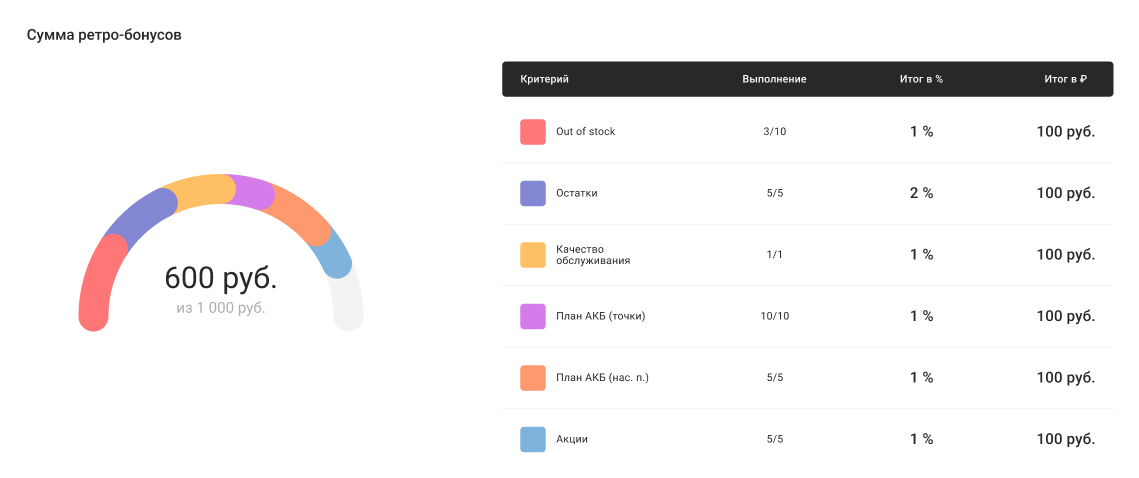 Сумма ретро-бонусов
600 руб.
из 1 000 руб.
Критерий Выполнение Итог в % Итог в ₽
Out of stock 3/10 1 % 100 руб.
Остатки 5/5 2 % 100 руб.
Качество
обслуживания 1/1 1 % 100 руб.
План АКБ (точки) 10/10 1 % 100 руб.
План АКБ (нас. п.) 5/5 1 % 100 руб.
Акции 5/5 1 % 100 руб.